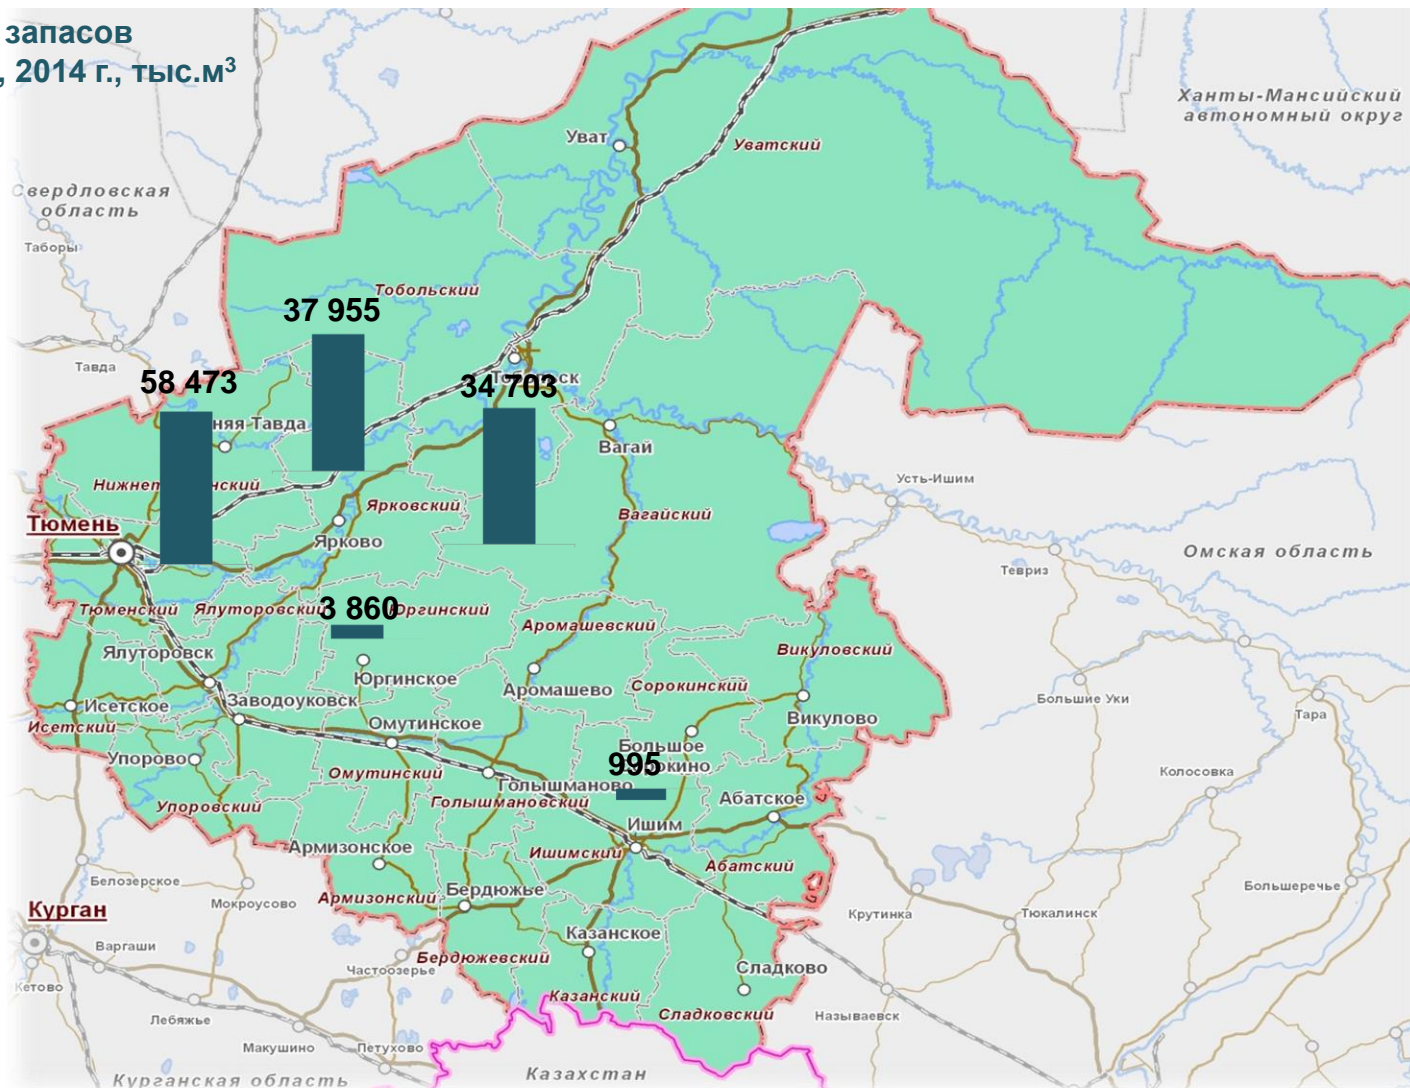 запасов
, 2014 г., тыс.м³
Ханты-Мансийский
автономный округ
Уват
Уватский
Свердловская
область
Таборы
Тобольский
37 955
Тавда
58 473
34 703
няя Тавда
Вагай
Усть-Ишим
Ярковский
Вагайский
Тюмень
Ярково
Омская область
Тевриз
Тюменский
Ялуторовский
3 860
Юргинский
Аромашевский
Викуловский
Ялуторовск
Юргинское
Аромашево
Сорокинский
Большие Уки
Исетское
Заводоуковск
Омутинское
Викулово
Тара
Исетский
Большое
Упорово
995
Омутинский
Голышманово
Колосовка
Упоровский
Голышмановский
Абатское
Ишим
Армизонское
Ишимский
Абатский
Белозерское
Мокроусово
Армизонский
Бердюжье
Большеречье
Курган
Крутинка
Тюкалинск
Варгаши
Казанское
Частоозерье
Бердюжевский
Сладково
Кетово
Казанский
Сладковский
Называевск
Лебяжье
Макушино
Петухово
Казахстан
Курганская область